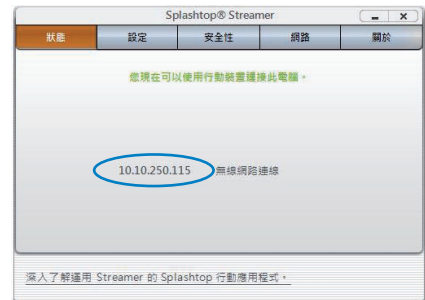 Splashtop® Streamer
狀態 設定 安全性 網路 關於
您現在可以使用行動裝置連接此電腦。
10.10.250.115 無線網路連線
深入了解運用 Streamer 的 Splashtop 行動應用程式。